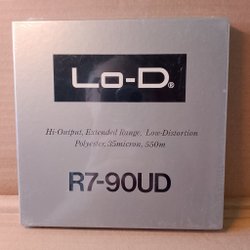 Lo-D®
Hi-Output, Extended Range, Low-Distortion
Polyester, 35micron, 550m
R7-90UD